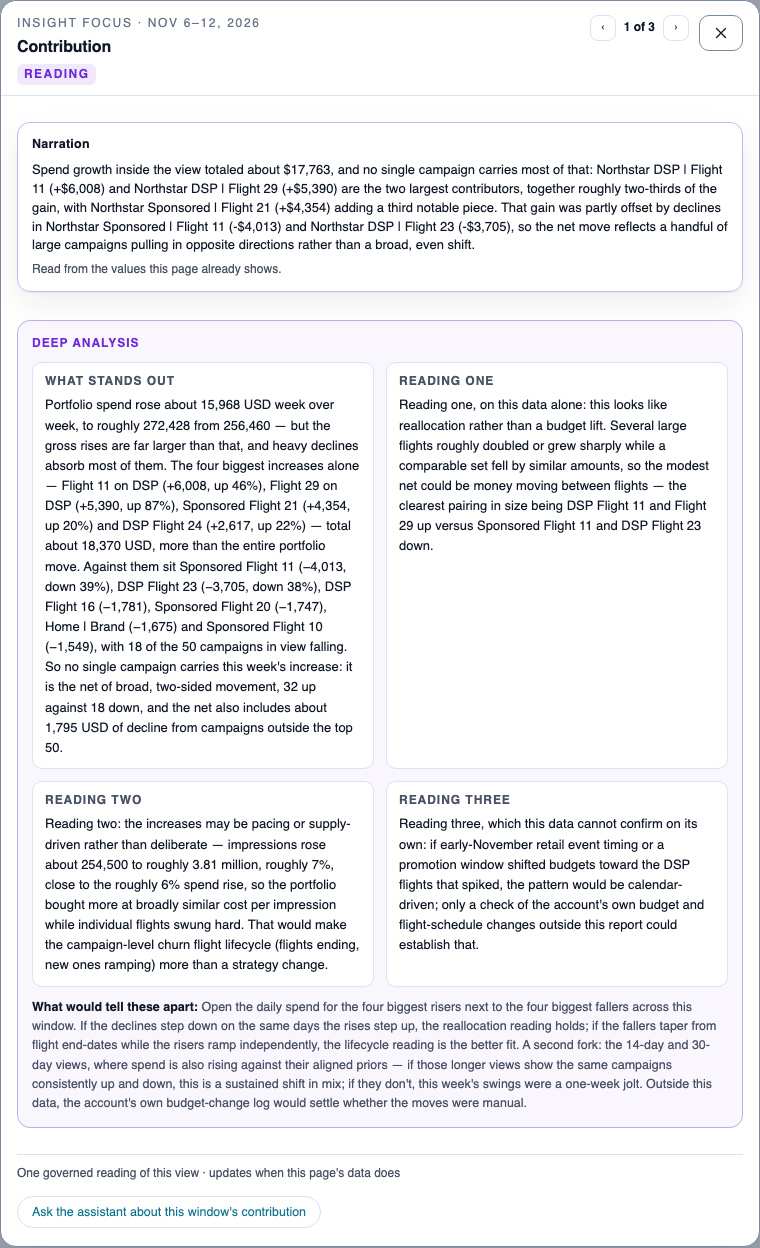 INSIGHT FOCUS · NOV 6–12, 2026
Contribution
READING
‹ 1 of 3 ›
Narration
Spend growth inside the view totaled about $17,763, and no single campaign carries most of that: Northstar DSP | Flight
11 (+$6,008) and Northstar DSP | Flight 29 (+$5,390) are the two largest contributors, together roughly two-thirds of the
gain, with Northstar Sponsored | Flight 21 (+$4,354) adding a third notable piece. That gain was partly offset by declines
in Northstar Sponsored | Flight 11 (-$4,013) and Northstar DSP | Flight 23 (-$3,705), so the net move reflects a handful of
large campaigns pulling in opposite directions rather than a broad, even shift.
Read from the values this page already shows.
DEEP ANALYSIS
WHAT STANDS OUT
Portfolio spend rose about 15,968 USD week over
week, to roughly 272,428 from 256,460 — but the
gross rises are far larger than that, and heavy declines
absorb most of them. The four biggest increases alone
— Flight 11 on DSP (+6,008, up 46%), Flight 29 on
DSP (+5,390, up 87%), Sponsored Flight 21 (+4,354,
up 20%) and DSP Flight 24 (+2,617, up 22%) — total
about 18,370 USD, more than the entire portfolio
move. Against them sit Sponsored Flight 11 (−4,013,
down 39%), DSP Flight 23 (−3,705, down 38%), DSP
Flight 16 (−1,781), Sponsored Flight 20 (−1,747),
Home | Brand (−1,675) and Sponsored Flight 10
(−1,549), with 18 of the 50 campaigns in view falling.
So no single campaign carries this week's increase: it
is the net of broad, two-sided movement, 32 up
against 18 down, and the net also includes about
1,795 USD of decline from campaigns outside the top
50.
READING ONE
Reading one, on this data alone: this looks like
reallocation rather than a budget lift. Several large
flights roughly doubled or grew sharply while a
comparable set fell by similar amounts, so the modest
net could be money moving between flights — the
clearest pairing in size being DSP Flight 11 and Flight
29 up versus Sponsored Flight 11 and DSP Flight 23
down.
READING TWO
Reading two: the increases may be pacing or supply-
driven rather than deliberate — impressions rose
about 254,500 to roughly 3.81 million, roughly 7%,
close to the roughly 6% spend rise, so the portfolio
bought more at broadly similar cost per impression
while individual flights swung hard. That would make
the campaign-level churn flight lifecycle (flights ending,
new ones ramping) more than a strategy change.
READING THREE
Reading three, which this data cannot confirm on its
own: if early-November retail event timing or a
promotion window shifted budgets toward the DSP
flights that spiked, the pattern would be calendar-
driven; only a check of the account's own budget and
flight-schedule changes outside this report could
establish that.
What would tell these apart: Open the daily spend for the four biggest risers next to the four biggest fallers across this
window. If the declines step down on the same days the rises step up, the reallocation reading holds; if the fallers taper from
flight end-dates while the risers ramp independently, the lifecycle reading is the better fit. A second fork: the 14-day and 30-
day views, where spend is also rising against their aligned priors — if those longer views show the same campaigns
consistently up and down, this is a sustained shift in mix; if they don't, this week's swings were a one-week jolt. Outside this
data, the account's own budget-change log would settle whether the moves were manual.
One governed reading of this view · updates when this page's data does
Ask the assistant about this window's contribution